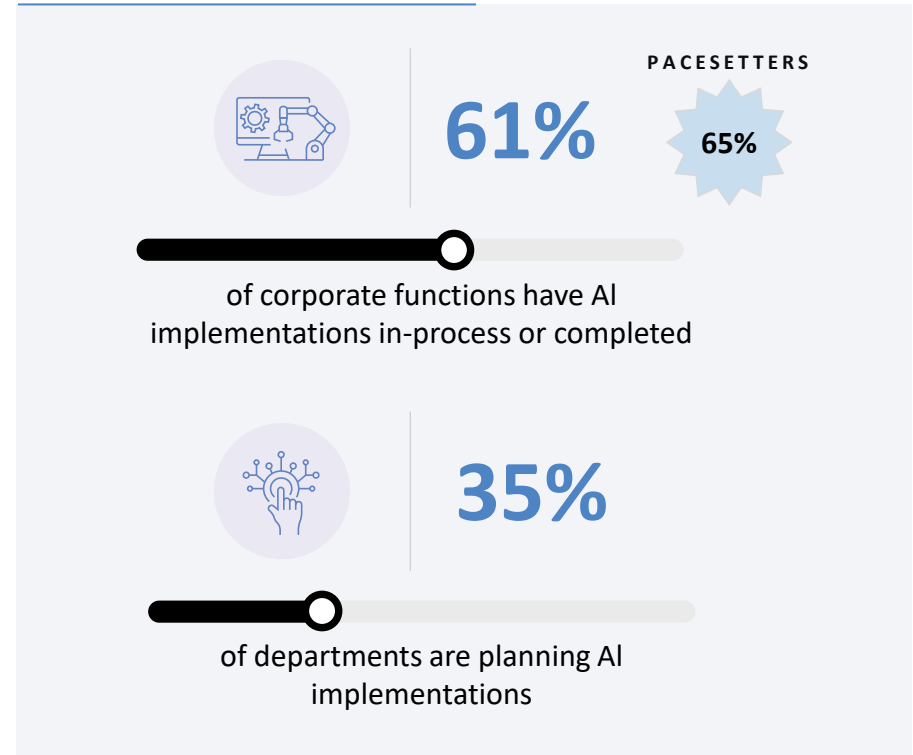 PACESETTERS
61%
65%
of corporate functions have AI
implementations in-process or completed
35%
of departments are planning AI
implementations